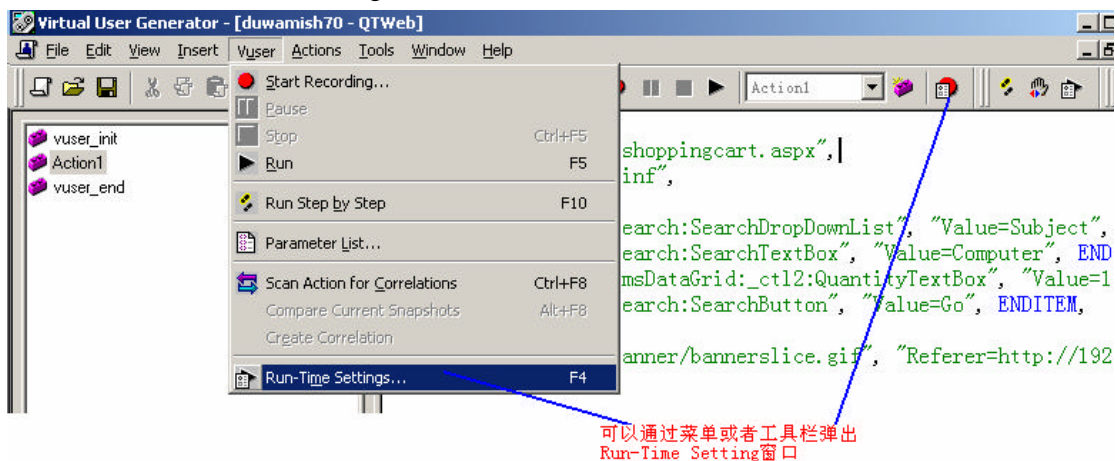 Virtual User Generator - [duwamish70 - QTWeb]
File Edit View Insert Vuser Actions Tools Window Help
Action1
Start Recording...
Pause
Stop Ctrl+F5
Run F5
Run Step by Step F10
Parameter List...
Scan Action for Correlations Ctrl+F8
Compare Current Snapshots Alt+F8
Create Correlation
Run-Time Settings... F4
vuser_init
Action1
vuser_end
shoppingcart.aspx",
inf",
earch:SearchDropDownList", "Value=Subject",
earch:SearchTextBox", "Value=Computer", END
msDataGrid:_ctl2:QuantityTextBox", "Value=1
earch:SearchButton", "Value=Go", ENDITEM,
anner/bannerslice.gif", "Referer=http://192
可以通过菜单或者工具栏弹出
Run-Time Setting窗口